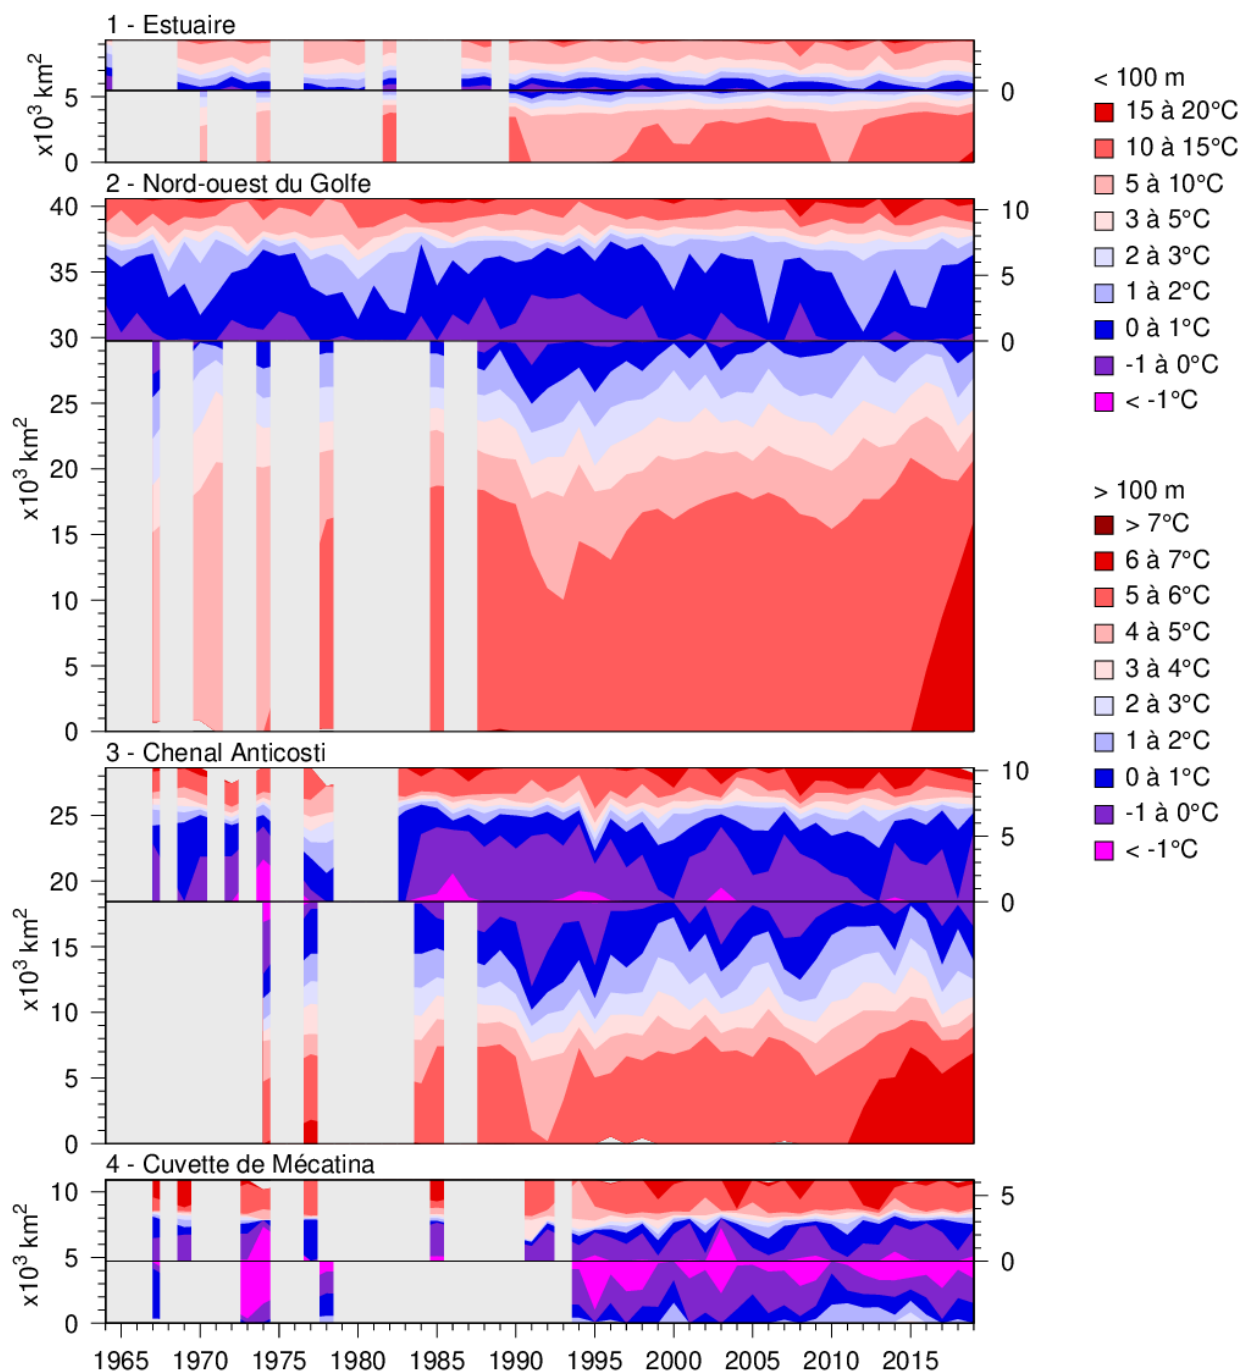 1 - Estuaire
x10³ km²
5
0
0
2 - Nord-ouest du Golfe
x10³ km²
40
35
30
10
5
0
x10³ km²
25
20
15
10
5
0
3 - Chenal Anticosti
x10³ km²
25
20
10
5
0
15
10
5
0
4 - Cuvette de Mécatina
x10³ km²
10
5
0
5
0
1965 1970 1975 1980 1985 1990 1995 2000 2005 2010 2015
< 100 m
15 à 20°C
10 à 15°C
5 à 10°C
3 à 5°C
2 à 3°C
1 à 2°C
0 à 1°C
-1 à 0°C
< -1°C
> 100 m
> 7°C
6 à 7°C
5 à 6°C
4 à 5°C
3 à 4°C
2 à 3°C
1 à 2°C
0 à 1°C
-1 à 0°C
< -1°C